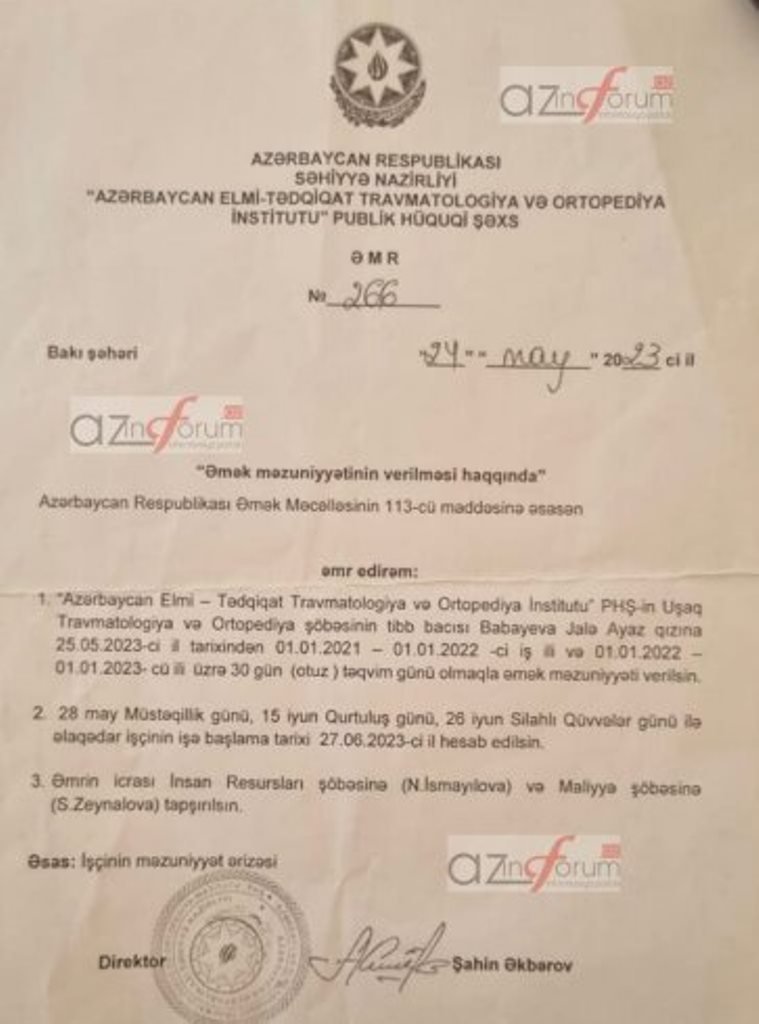 azinforum
AZƏRBAYCAN RESPUBLİKASI
SƏHİYYƏ NAZİRLİYİ
"AZƏRBAYCAN ELMİ-TƏDQİQAT TRAVMATOLOGİYA VƏ ORTOPEDİYA
İNSTİTUTU" PUBLİK HÜQUQİ ŞƏXS
ƏMR
№ 266
Bakı şəhəri "24" "may" 2023 ci il
azinforum
"Əmək məzuniyyətinin verilməsi haqqında"
Azərbaycan Respublikası Əmək Məcəlləsinin 113-cü maddəsinə əsasən
əmr edirəm:
1. "Azərbaycan Elmi – Tədqiqat Travmatologiya və Ortopediya İnstitutu" PHŞ-in Uşaq
Travmatologiya və Ortopediya şöbəsinin tibb bacısı Babayeva Jalə Ayaz qızına
25.05.2023-ci il tarixindən 01.01.2021 – 01.01.2022 -ci iş ili və 01.01.2022 –
01.01.2023- cü ili üzrə 30 gün (otuz ) təqvim günü olmaqla əmək məzuniyyəti verilsin.
2. 28 may Müstəqillik günü, 15 iyun Qurtuluş günü, 26 iyun Silahlı Qüvvələr günü ilə
əlaqədar işçinin işə başlama tarixi 27.06.2023-ci il hesab edilsin.
3. Əmrin icrası İnsan Resursları şöbəsinə (N.İsmayılova) və Maliyyə şöbəsinə
(S.Zeynalova) tapşırılsın.
azinforum
Əsas: İşçinin məzuniyyət ərizəsi
Direktor Şahin Əkbərov